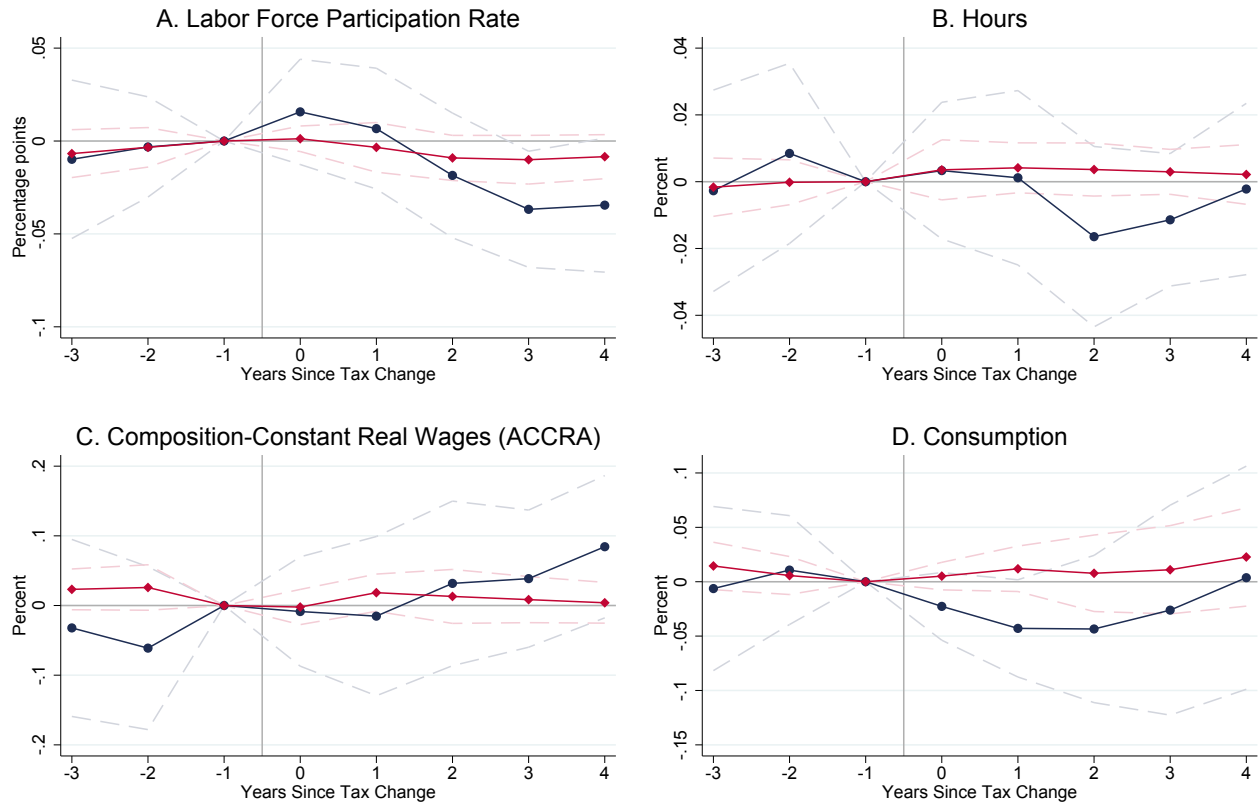 A. Labor Force Participation Rate
Percentage points
.05
0
-.05
-.1
-3 -2 -1 0 1 2 3 4
Years Since Tax Change
B. Hours
Percent
.04
.02
0
-.02
-.04
-3 -2 -1 0 1 2 3 4
Years Since Tax Change
C. Composition-Constant Real Wages (ACCRA)
Percent
.2
.1
0
-.1
-.2
-3 -2 -1 0 1 2 3 4
Years Since Tax Change
D. Consumption
Percent
.1
.05
0
-.05
-.1
-.15
-3 -2 -1 0 1 2 3 4
Years Since Tax Change